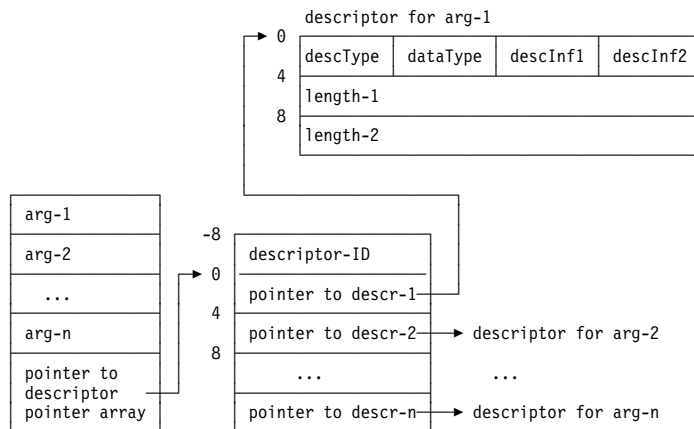 descriptor for arg-1
0
descType dataType descInf1 descInf2
4
length-1
8
length-2
arg-1
arg-2
...
arg-n
pointer to
descriptor
pointer array
-8
descriptor-ID
0
pointer to descr-1
4
pointer to descr-2 descriptor for arg-2
8
... ...
pointer to descr-n descriptor for arg-n